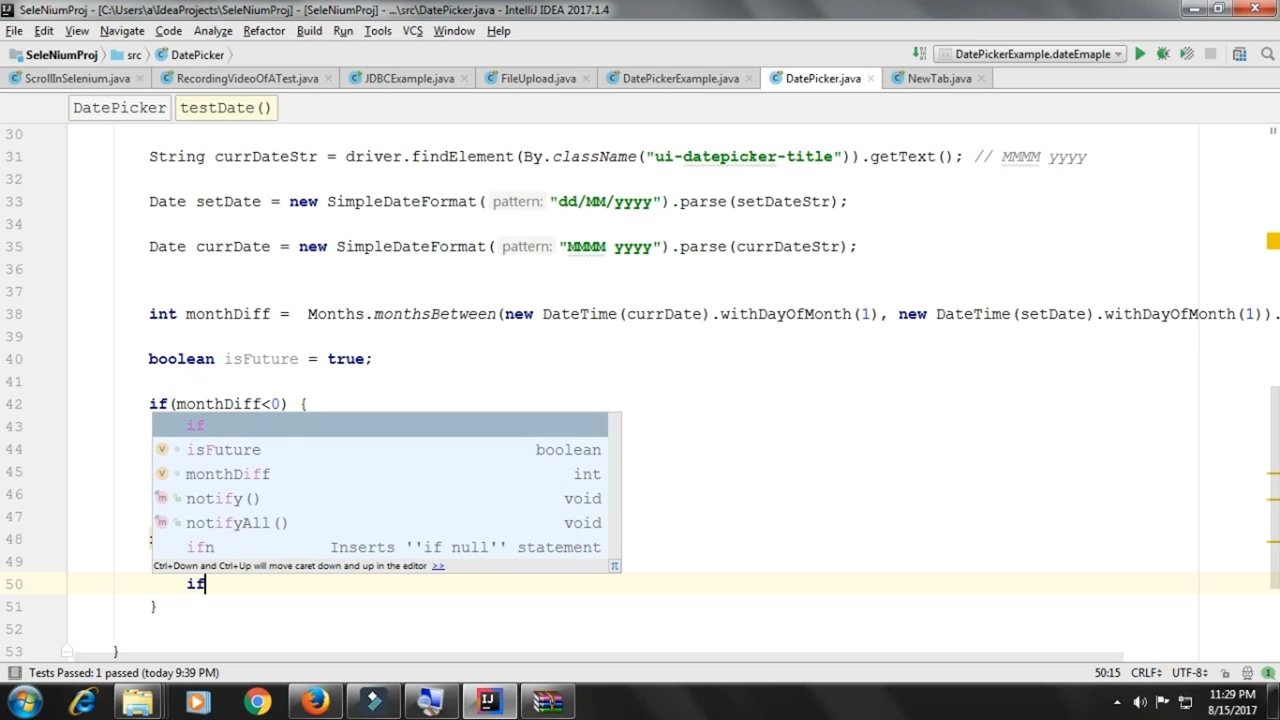 SeleNiumProj - [C:\Users\a\IdeaProjects\SeleNiumProj] - [SeleNiumProj] - ...\src\DatePicker.java - IntelliJ IDEA 2017.1.4
File Edit View Navigate Code Analyze Refactor Build Run Tools VCS Window Help
SeleNiumProj src DatePicker DatePickerExample.dateEmaple
ScrollInSelenium.java RecordingVideoOfATest.java JDBCExample.java FileUpload.java DatePickerExample.java DatePicker.java NewTab.java
DatePicker testDate()
30
31 String currDateStr = driver.findElement(By.className("ui-datepicker-title")).getText(); // MMMM yyyy
32
33 Date setDate = new SimpleDateFormat( pattern: "dd/MM/yyyy").parse(setDateStr);
34
35 Date currDate = new SimpleDateFormat( pattern: "MMMM yyyy").parse(currDateStr);
36
37
38 int monthDiff = Months.monthsBetween(new DateTime(currDate).withDayOfMonth(1), new DateTime(setDate).withDayOfMonth(1)).
39
40 boolean isFuture = true;
41
42 if(monthDiff<0) {
43 if
44 isFuture boolean
45 monthDiff int
46 notify() void
47 notifyAll() void
48 ifn Inserts ''if null'' statement
49 Ctrl+Down and Ctrl+Up will move caret down and up in the editor >> π
50 if
51 }
52
53 }
Tests Passed: 1 passed (today 9:39 PM) 50:15 CRLF UTF-8
11:29 PM
8/15/2017